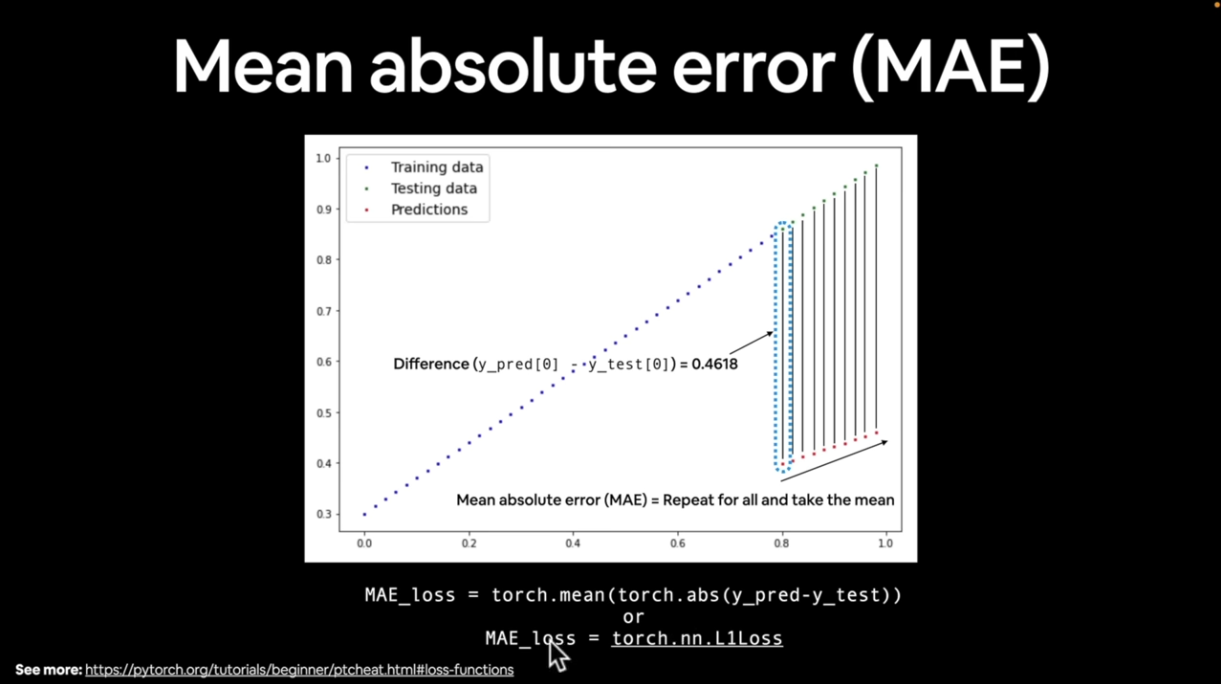 Mean absolute error (MAE)
1.0
0.9
0.8
0.7
0.6
0.5
0.4
0.3
Training data
Testing data
Predictions
Difference (y_pred[0] - y_test[0]) = 0.4618
Mean absolute error (MAE) = Repeat for all and take the mean
0.0 0.2 0.4 0.6 0.8 1.0
MAE_loss = torch.mean(torch.abs(y_pred-y_test))
or
MAE_loss = torch.nn.L1Loss
See more: https://pytorch.org/tutorials/beginner/ptcheat.html#loss-functions